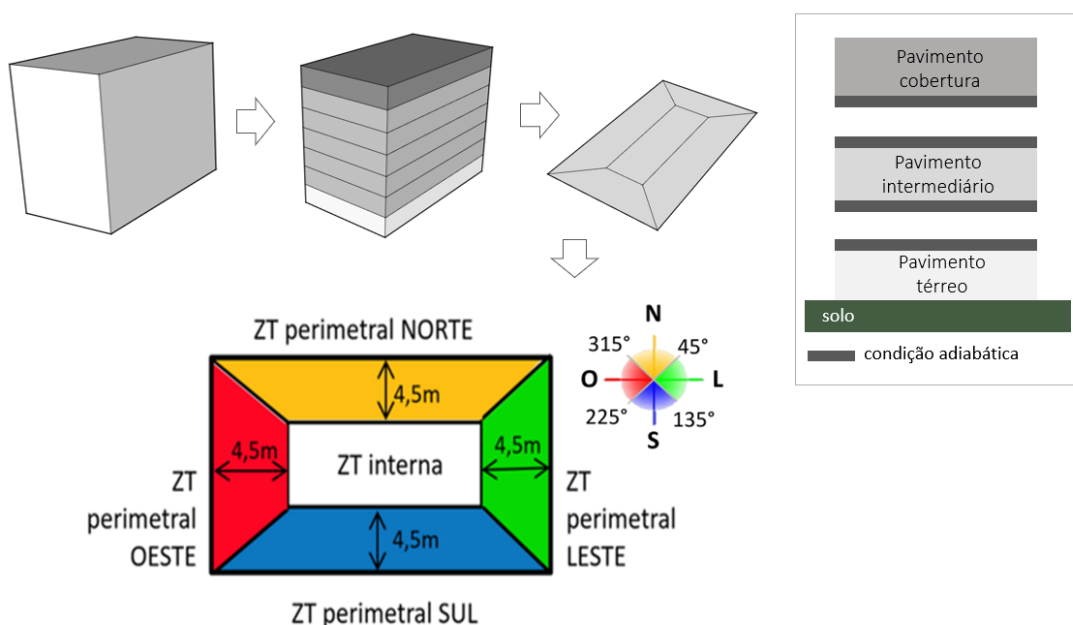 Pavimento
cobertura
Pavimento
intermediário
Pavimento
térreo
solo
condição adiabática
ZT perimetral NORTE
4,5m
4,5m
ZT interna
4,5m
4,5m
ZT
perimetral
OESTE
ZT
perimetral
LESTE
ZT perimetral SUL
N
315° 45°
O L
225° 135°
S